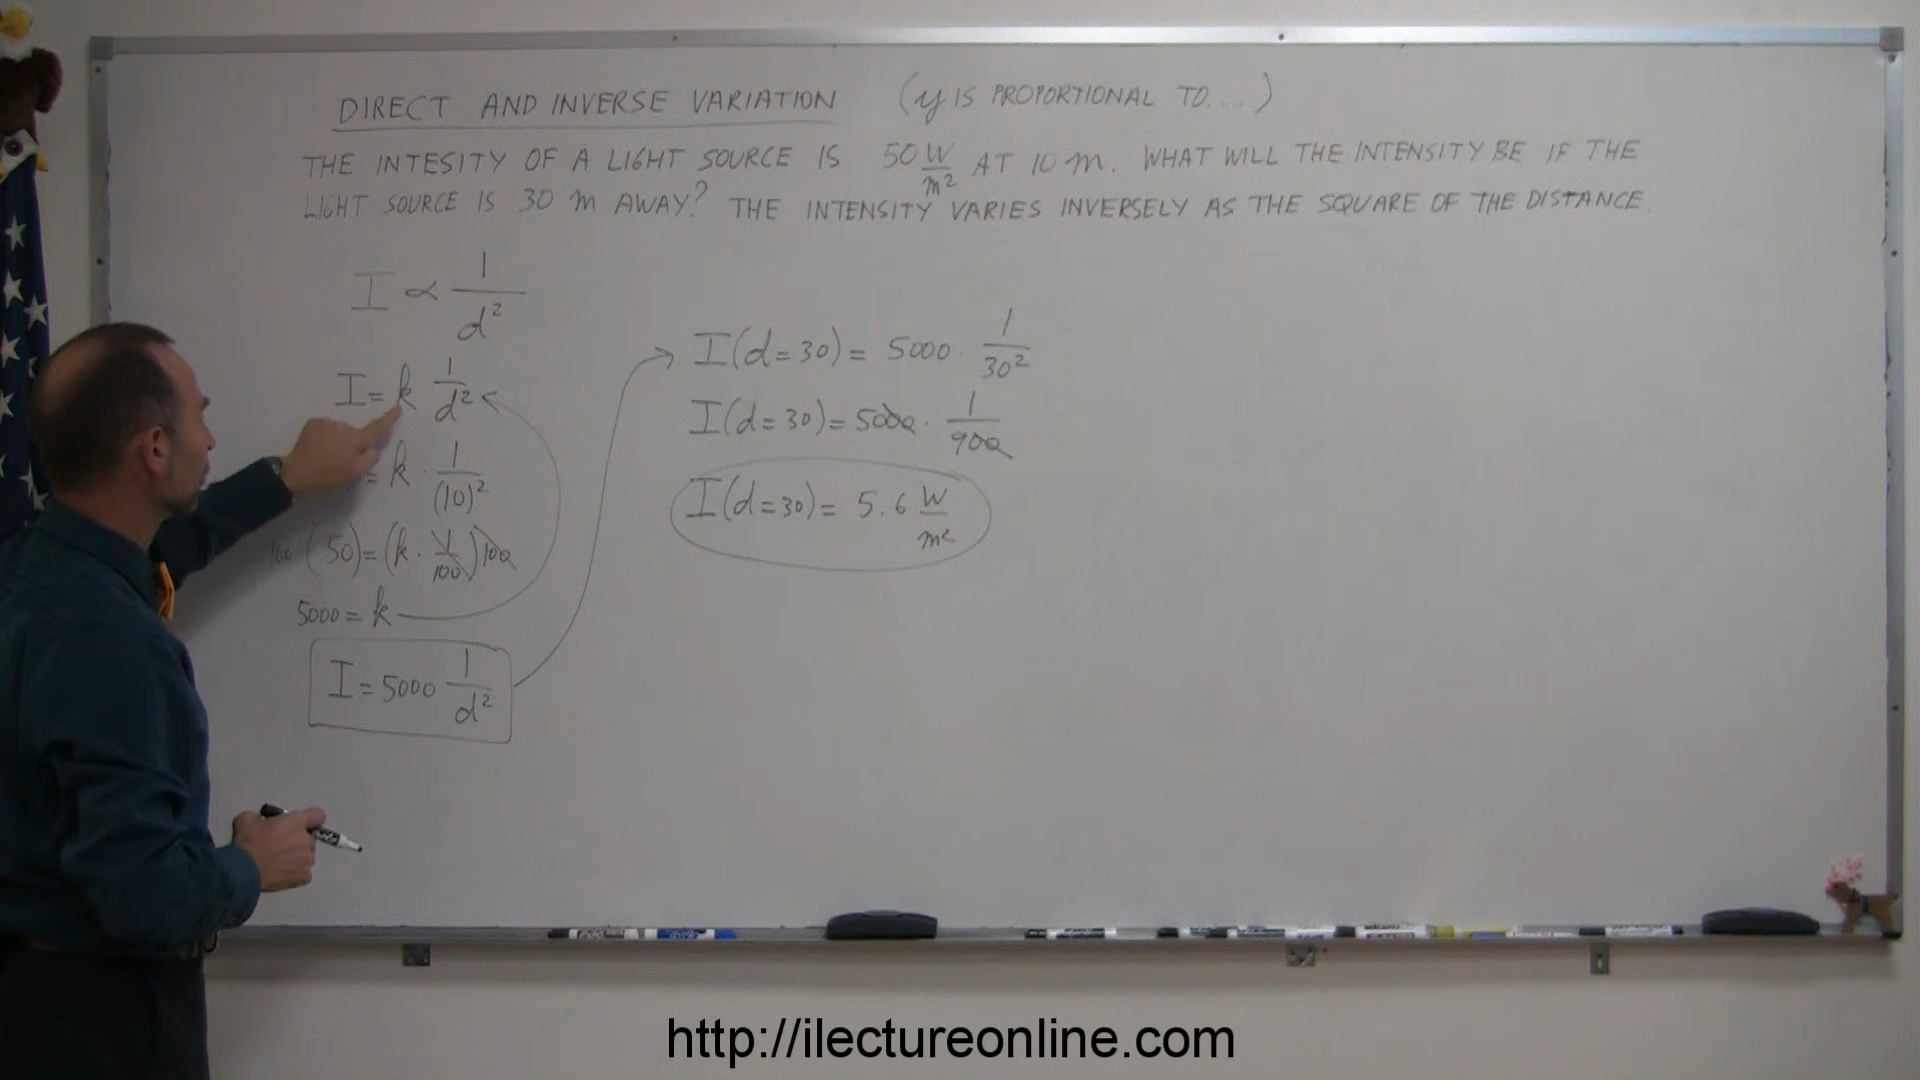 DIRECT AND INVERSE VARIATION (y IS PROPORTIONAL TO....)
THE INTESITY OF A LIGHT SOURCE IS 50 W/m² AT 10 m. WHAT WILL THE INTENSITY BE IF THE
LIGHT SOURCE IS 30 m AWAY? THE INTENSITY VARIES INVERSELY AS THE SQUARE OF THE DISTANCE.
I ∝ 1/d²
I = k 1/d²
= k · 1/(10)²
100 (50) = (k · 1/100) 100
5000 = k
I = 5000 1/d²
I(d=30) = 5000 · 1/30²
I(d=30) = 5000 · 1/900
I(d=30) = 5.6 W/m²
http://ilectureonline.com